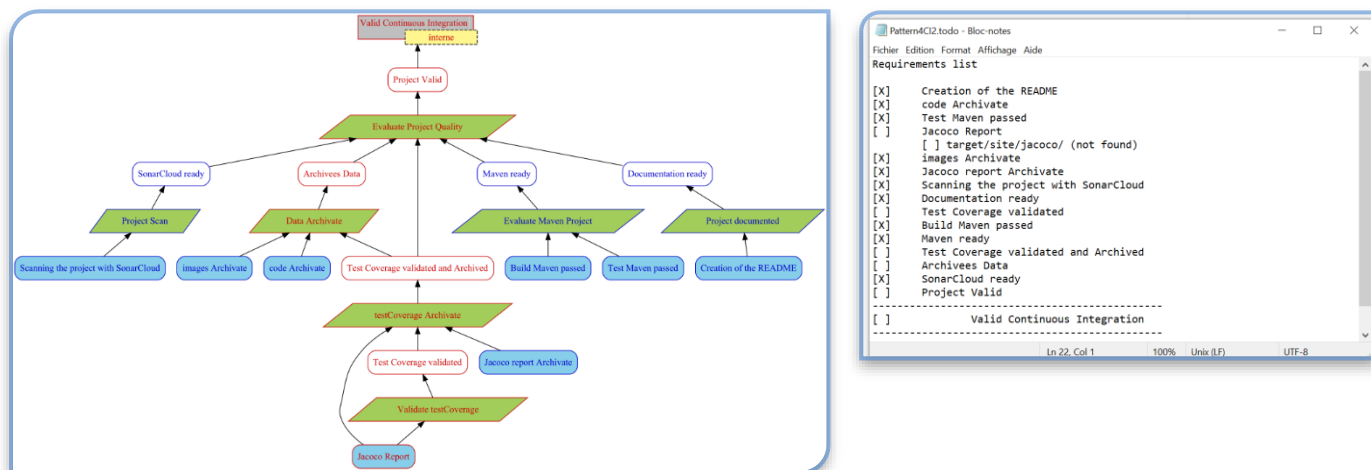 Valid Continuous Integration
interne
Project Valid
Evaluate Project Quality
SonarCloud ready
Archivees Data
Maven ready
Documentation ready
Project Scan
Data Archivate
Evaluate Maven Project
Project documented
Scanning the project with SonarCloud
images Archivate
code Archivate
Test Coverage validated and Archived
Build Maven passed
Test Maven passed
Creation of the README
testCoverage Archivate
Test Coverage validated
Jacoco report Archivate
Validate testCoverage
Jacoco Report
Pattern4CI2.todo - Bloc-notes
Fichier Edition Format Affichage Aide
Requirements list
[X] Creation of the README
[X] code Archivate
[X] Test Maven passed
[ ] Jacoco Report
[ ] target/site/jacoco/ (not found)
[X] images Archivate
[X] Jacoco report Archivate
[X] Scanning the project with SonarCloud
[X] Documentation ready
[ ] Test Coverage validated
[X] Build Maven passed
[X] Maven ready
[ ] Test Coverage validated and Archived
[ ] Archivees Data
[X] SonarCloud ready
[ ] Project Valid
----------------------------------------------
[ ] Valid Continuous Integration
----------------------------------------------
Ln 22, Col 1 100% Unix (LF) UTF-8